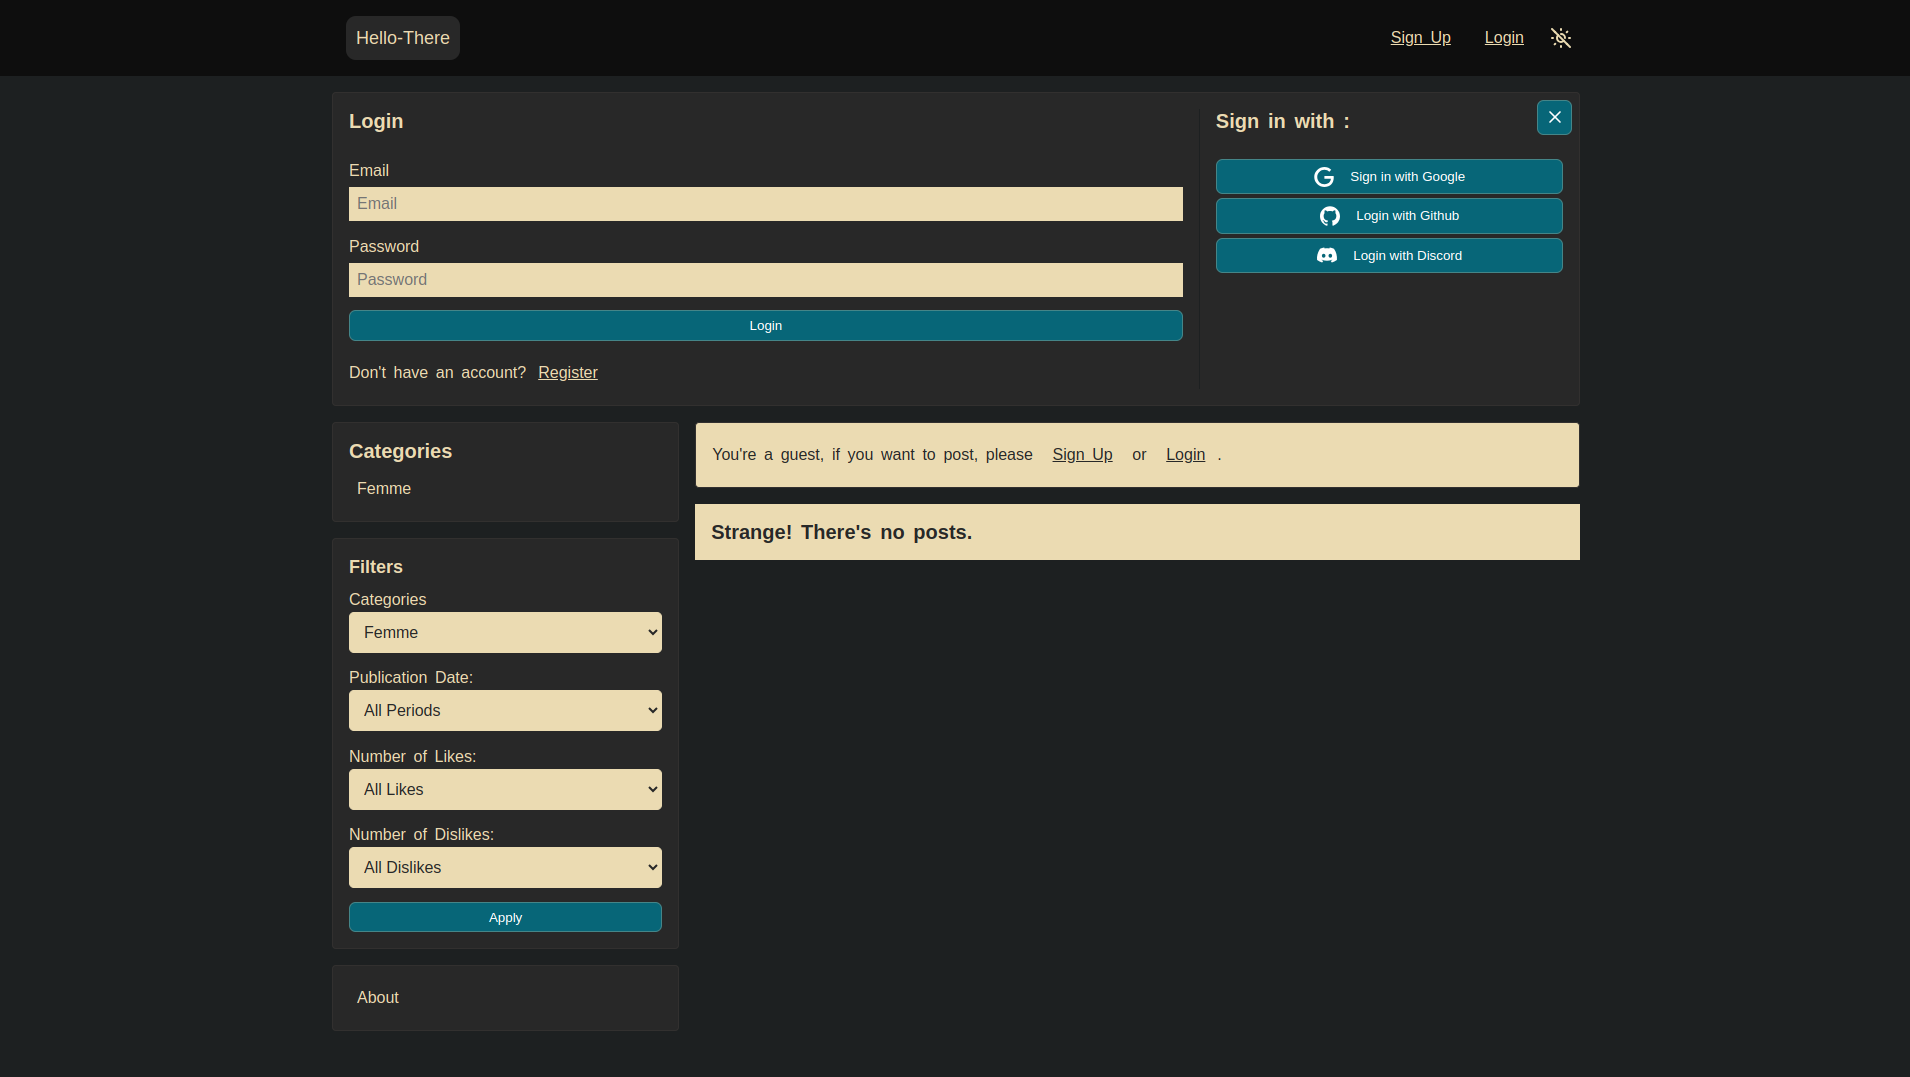 Hello-There
Sign Up
Login
Login
Email
Email
Password
Password
Login
Don't have an account? Register
Sign in with :
Sign in with Google
Login with Github
Login with Discord
Categories
Femme
Filters
Categories
Femme
Publication Date:
All Periods
Number of Likes:
All Likes
Number of Dislikes:
All Dislikes
Apply
About
You're a guest, if you want to post, please Sign Up or Login .
Strange! There's no posts.